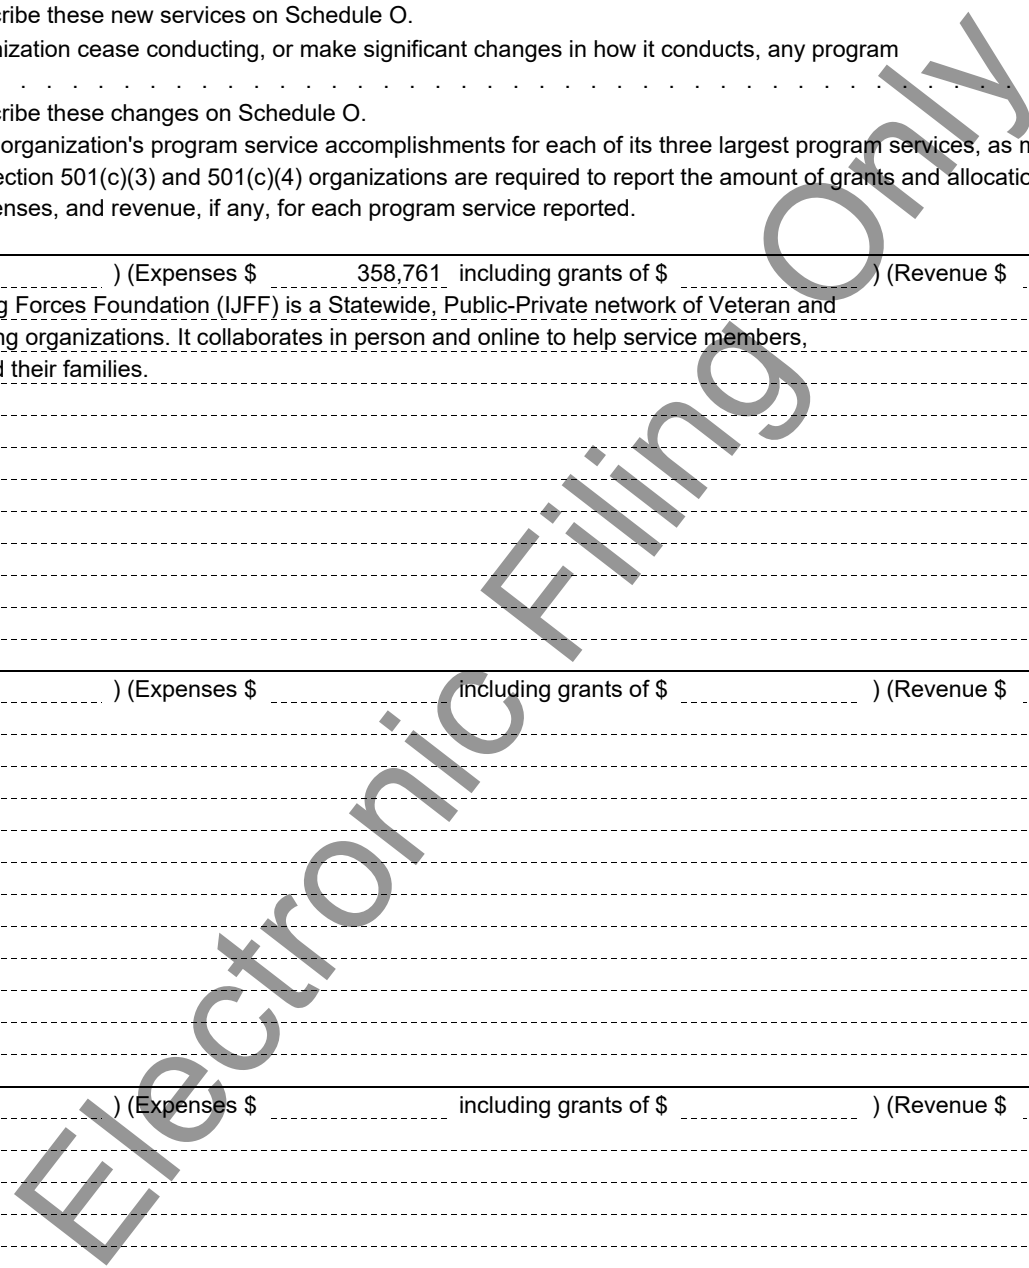 cribe these new services on Schedule O.
nization cease conducting, or make significant changes in how it conducts, any program
. . . . . . . . . . . . . . . . . . . . . . . . . . . . . . . . . . . . . . .
cribe these changes on Schedule O.
organization's program service accomplishments for each of its three largest program services, as m
ection 501(c)(3) and 501(c)(4) organizations are required to report the amount of grants and allocatio
enses, and revenue, if any, for each program service reported.
) (Expenses $ 358,761 including grants of $ ) (Revenue $
g Forces Foundation (IJFF) is a Statewide, Public-Private network of Veteran and
ng organizations. It collaborates in person and online to help service members,
d their families.
) (Expenses $ including grants of $ ) (Revenue $
) (Expenses $ including grants of $ ) (Revenue $
Electronic Filing Only